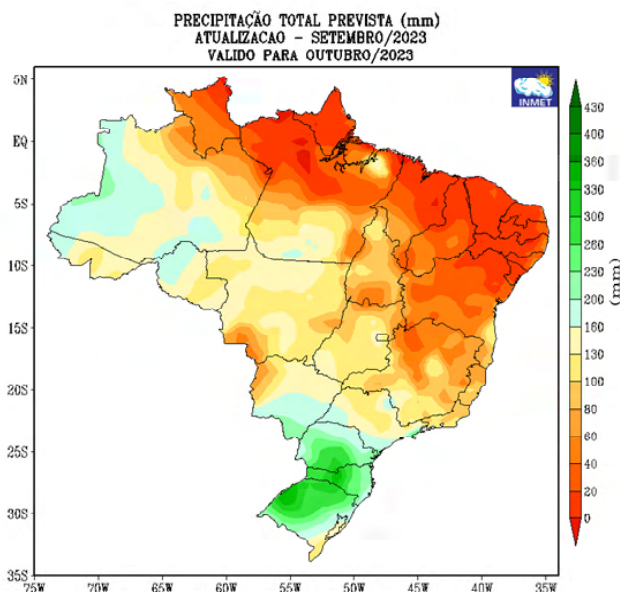 PRECIPITAÇÃO TOTAL PREVISTA (mm)
ATUALIZACAO - SETEMBRO/2023
VALIDO PARA OUTUBRO/2023
INMET
5N
EQ
5S
10S
15S
20S
25S
30S
35S
75W
70W
65W
60W
55W
50W
45W
40W
35W
430
400
360
330
280
230
200
160
130
100
80
60
40
20
0
(mm)